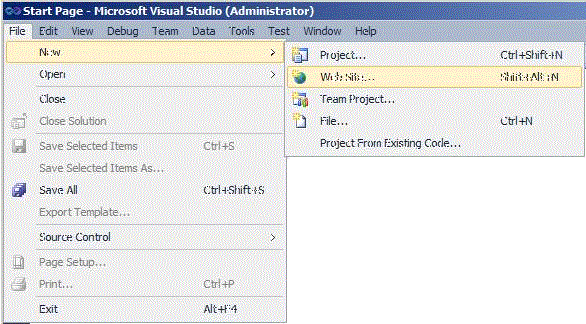 Start Page - Microsoft Visual Studio (Administrator)
File Edit View Debug Team Data Tools Test Window Help
New
Open
Close
Close Solution
Save Selected Items Ctrl+S
Save Selected Items As...
Save All Ctrl+Shift+S
Export Template...
Source Control
Page Setup...
Print... Ctrl+P
Exit Alt+F4
Project... Ctrl+Shift+N
Web Site... Shift+Alt+N
Team Project...
File... Ctrl+N
Project From Existing Code...